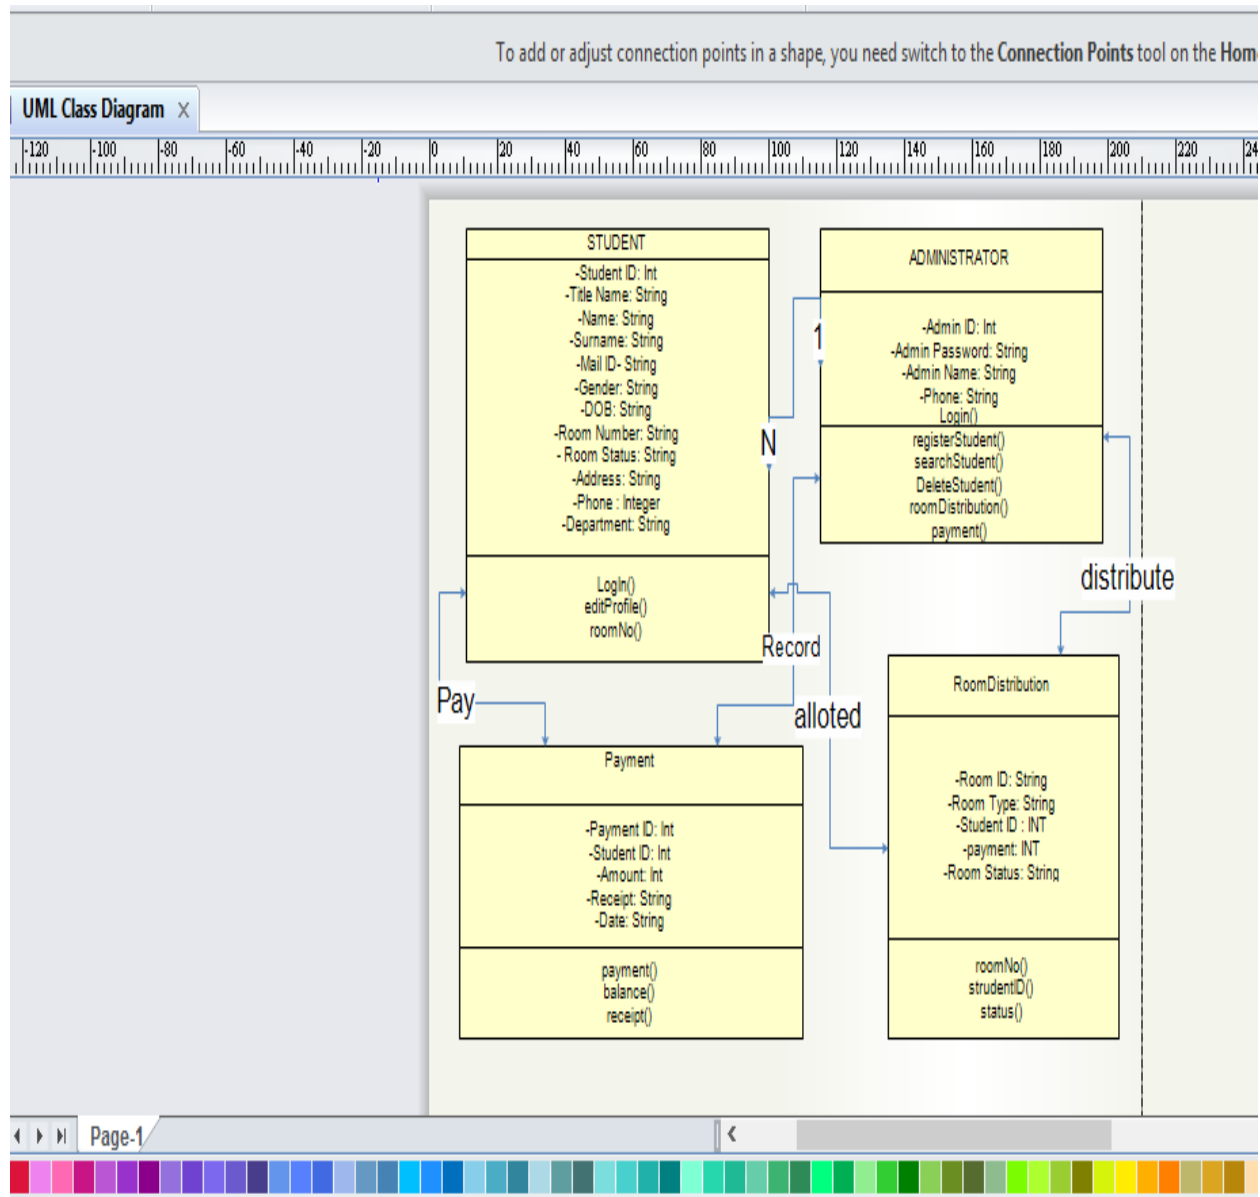 To add or adjust connection points in a shape, you need switch to the Connection Points tool on the Hom
UML Class Diagram ×
-120 -100 -80 -60 -40 -20 0 20 40 60 80 100 120 140 160 180 200 220 24
STUDENT
-Student ID: Int
-Title Name: String
-Name: String
-Surname: String
-Mail ID- String
-Gender: String
-DOB: String
-Room Number: String
- Room Status: String
-Address: String
-Phone : Integer
-Department: String
LogIn()
editProfile()
roomNo()
ADMINISTRATOR
-Admin ID: Int
-Admin Password: String
-Admin Name: String
-Phone: String
Login()
registerStudent()
searchStudent()
DeleteStudent()
roomDistribution()
payment()
1
N
distribute
Record
Pay
alloted
Payment
-Payment ID: Int
-Student ID: Int
-Amount: Int
-Receipt: String
-Date: String
payment()
balance()
receipt()
RoomDistribution
-Room ID: String
-Room Type: String
-Student ID : INT
-payment: INT
-Room Status: String
roomNo()
strudentID()
status()
Page-1